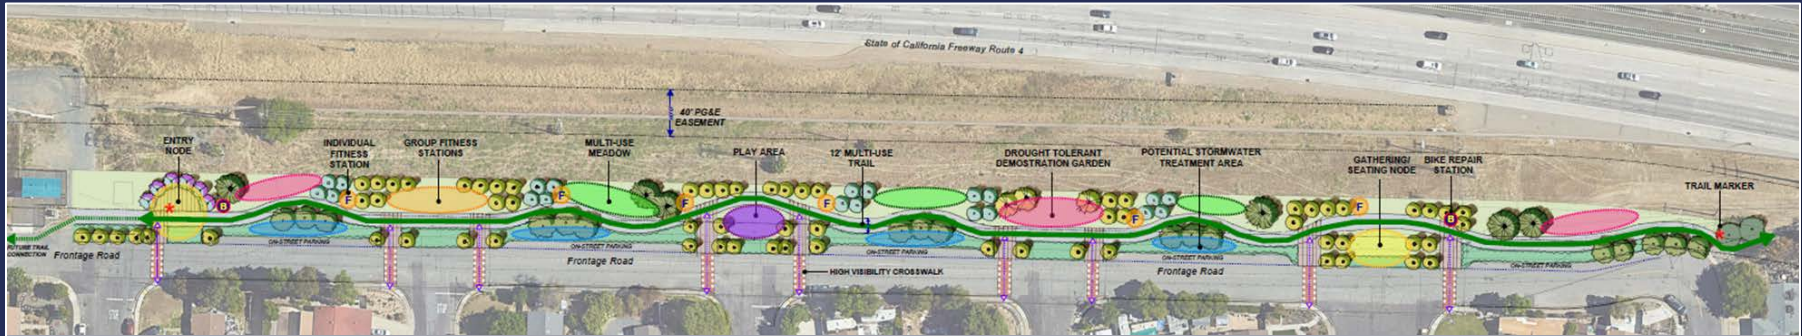 State of California Freeway Route 4
40' PG&E
EASEMENT
ENTRY
NODE
INDIVIDUAL
FITNESS
STATION
GROUP FITNESS
STATIONS
MULTI-USE
MEADOW
PLAY AREA
12' MULTI-USE
TRAIL
DROUGHT TOLERANT
DEMOSTRATION GARDEN
POTENTIAL STORMWATER
TREATMENT AREA
GATHERING/
SEATING NODE
BIKE REPAIR
STATION
TRAIL MARKER
B
F
F
F
F
F
F
B
FUTURE TRAIL
CONNECTION
Frontage Road
ON-STREET PARKING
ON-STREET PARKING
Frontage Road
ON-STREET PARKING
HIGH VISIBILITY CROSSWALK
ON-STREET PARKING
Frontage Road
ON-STREET PARKING